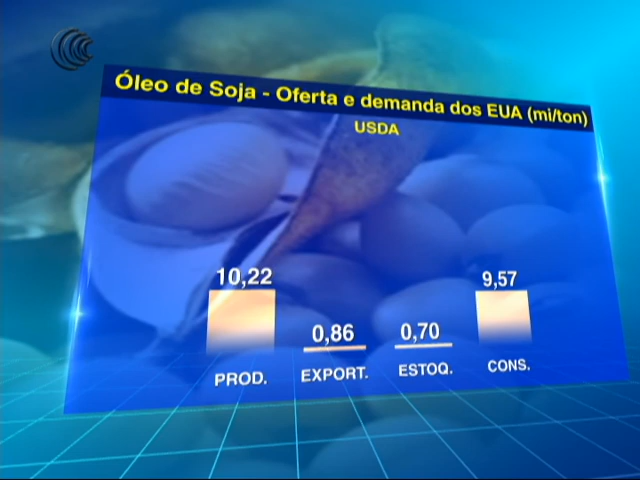 Óleo de Soja - Oferta e demanda dos EUA (mi/ton)
USDA
10,22
0,86
0,70
9,57
PROD.
EXPORT.
ESTOQ.
CONS.